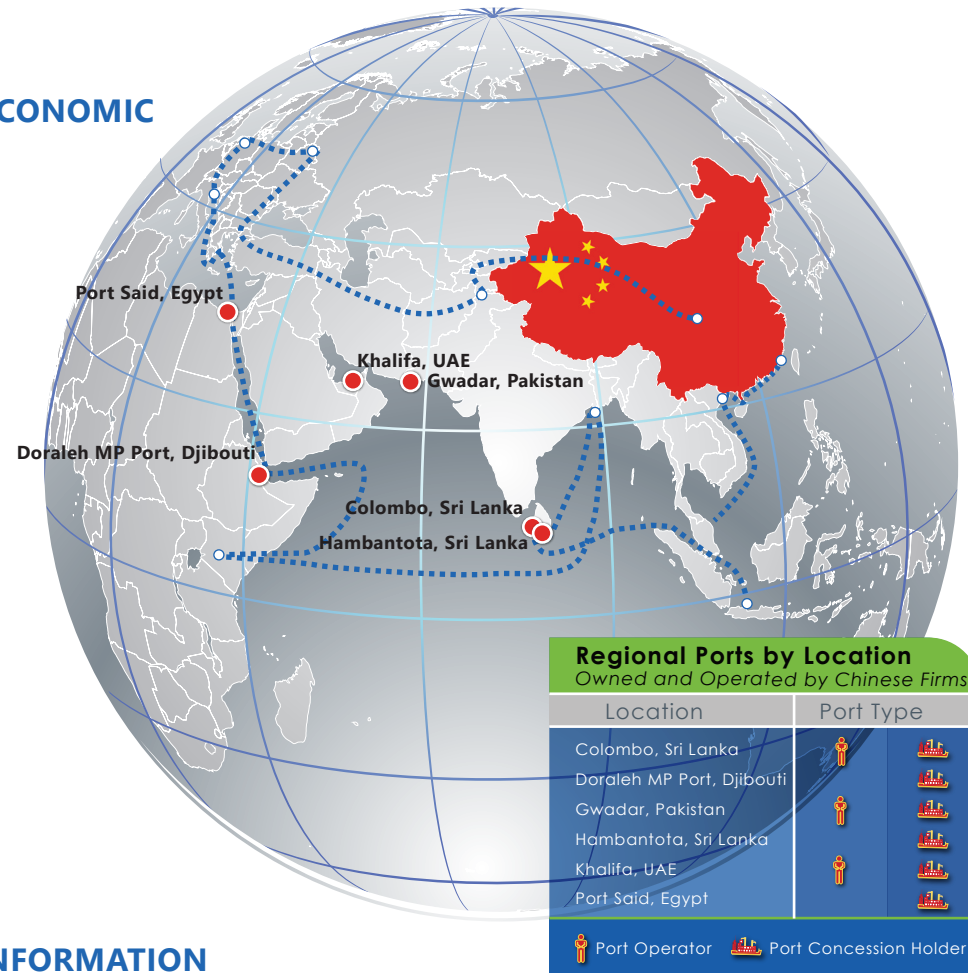 CONOMIC
Port Said, Egypt
Khalifa, UAE
Gwadar, Pakistan
Doraleh MP Port, Djibouti
Colombo, Sri Lanka
Hambantota, Sri Lanka
Regional Ports by Location
Owned and Operated by Chinese Firms
Location Port Type
Colombo, Sri Lanka
Doraleh MP Port, Djibouti
Gwadar, Pakistan
Hambantota, Sri Lanka
Khalifa, UAE
Port Said, Egypt
Port Operator Port Concession Holder
NFORMATION